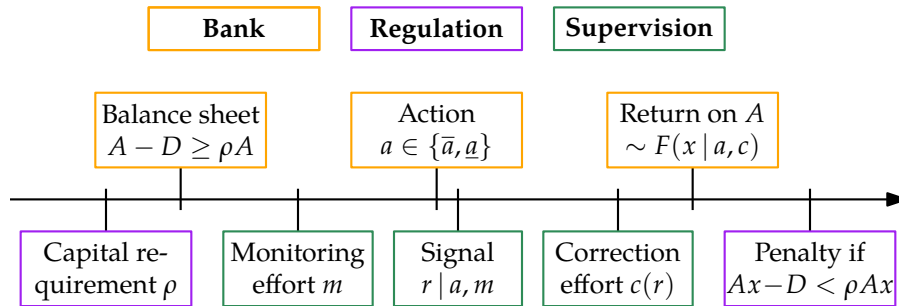 Bank
Regulation
Supervision
Balance sheet
A − D ≥ ρA
Action
a ∈ {a̅, a̲}
Return on A
∼ F(x | a, c)
Capital re-
quirement ρ
Monitoring
effort m
Signal
r | a, m
Correction
effort c(r)
Penalty if
Ax−D < ρAx